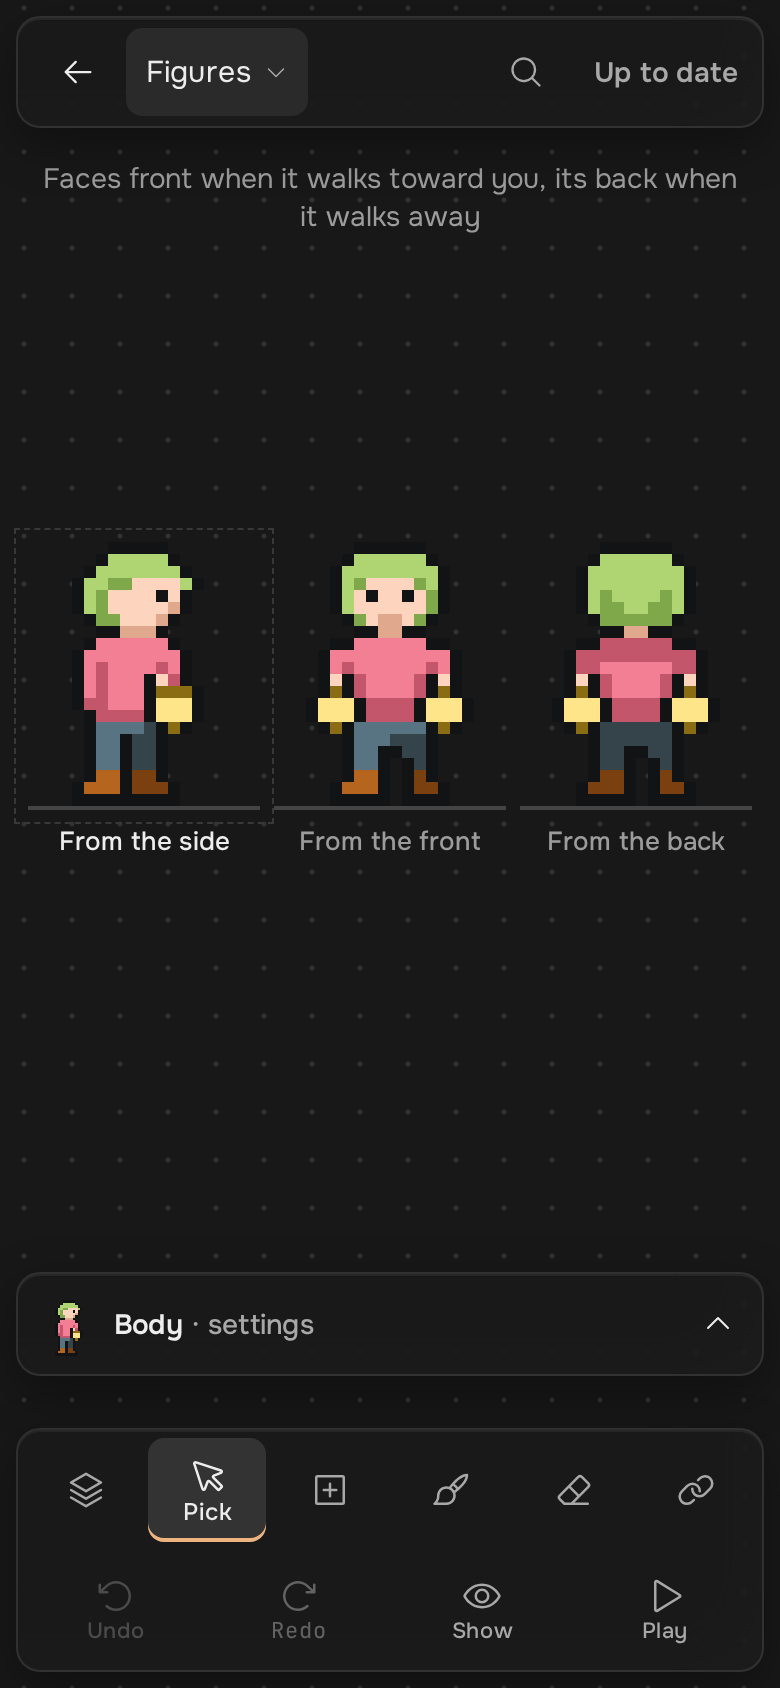 Figures
Up to date
Faces front when it walks toward you, its back when
it walks away
From the side
From the front
From the back
Body · settings
Pick
Undo
Redo
Show
Play